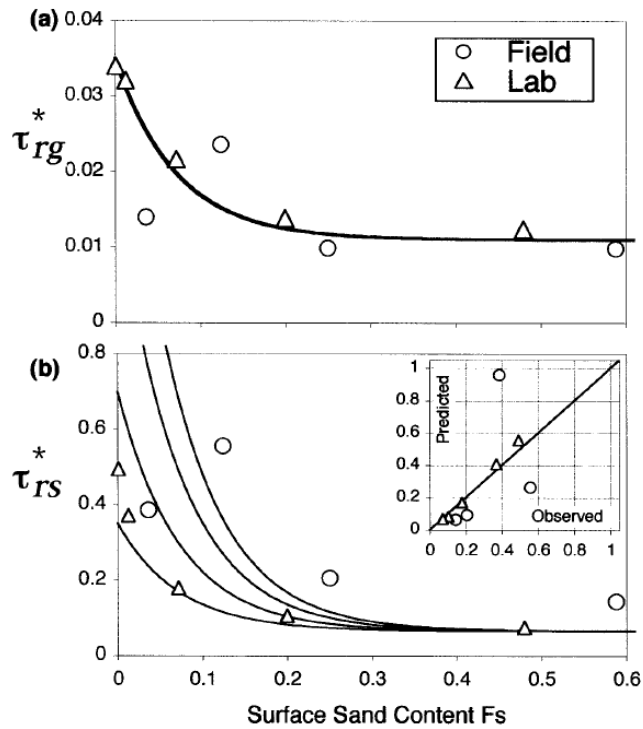 (a)
0.04
0.03
0.02
0.01
0
τ*rg
Field
Lab
(b)
0.8
0.6
0.4
0.2
0
τ*rs
1
0.8
0.6
0.4
0.2
0
Predicted
Observed
0 0.2 0.4 0.6 0.8 1
0 0.1 0.2 0.3 0.4 0.5 0.6
Surface Sand Content Fs